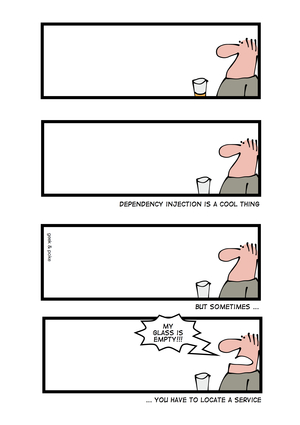 DEPENDENCY INJECTION IS A COOL THING
geek & poke
BUT SOMETIMES ...
MY
GLASS IS
EMPTY!!!
... YOU HAVE TO LOCATE A SERVICE